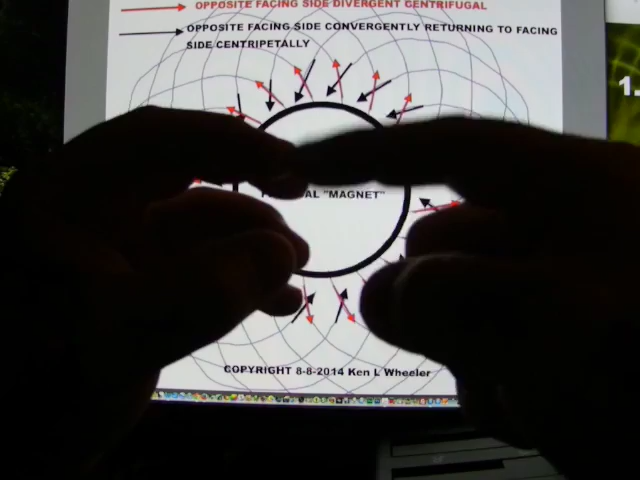 OPPOSITE FACING SIDE DIVERGENT CENTRIFUGAL
OPPOSITE FACING SIDE CONVERGENTLY RETURNING TO FACING
SIDE CENTRIPETALLY
1.
"MAGNET"
COPYRIGHT 8-8-2014 Ken L Wheeler